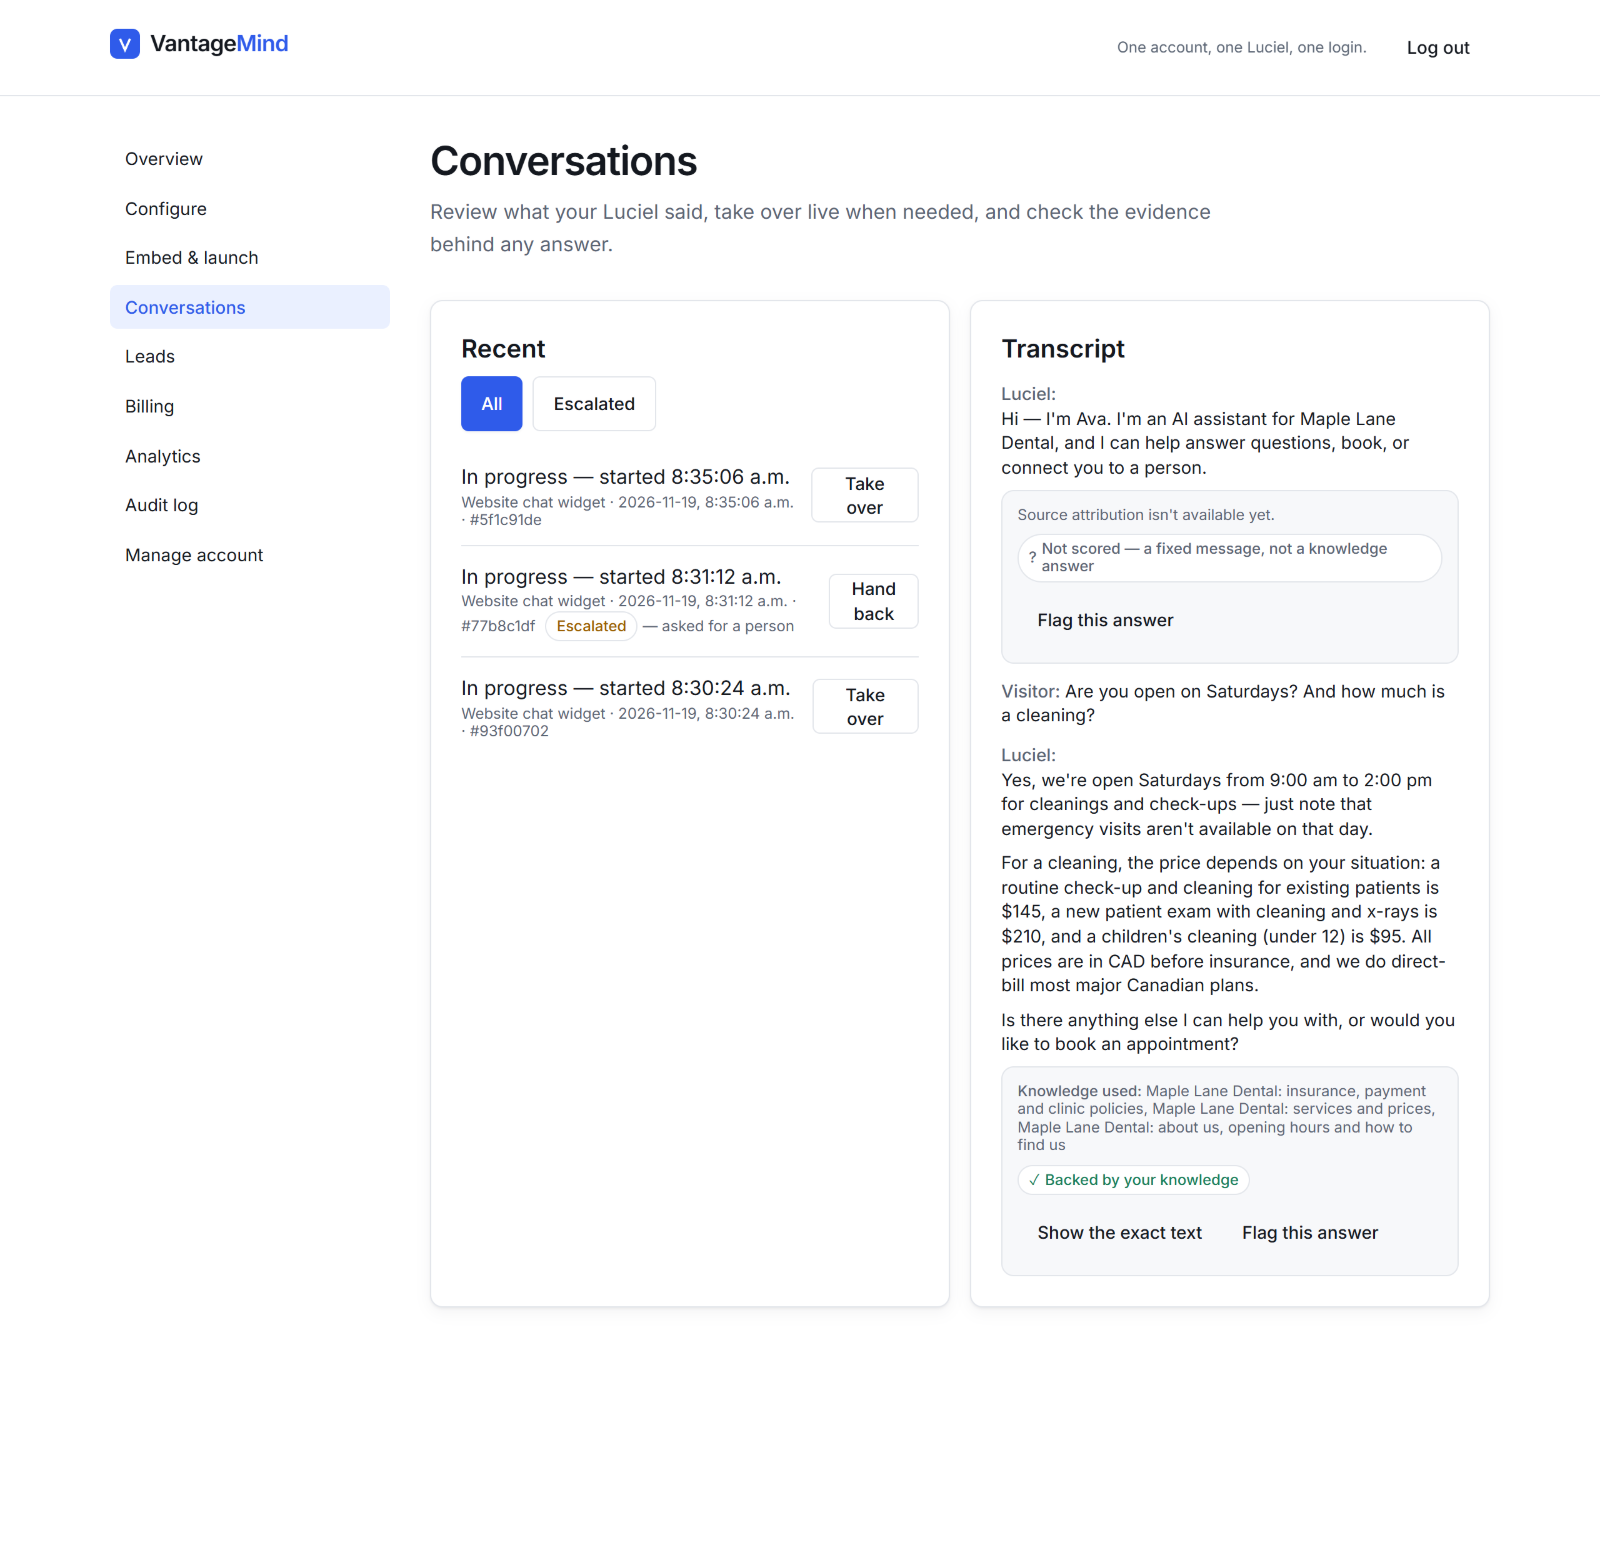 V VantageMind
One account, one Luciel, one login.
Log out
Overview
Configure
Embed & launch
Conversations
Leads
Billing
Analytics
Audit log
Manage account
Conversations
Review what your Luciel said, take over live when needed, and check the evidence
behind any answer.
Recent
All
Escalated
In progress — started 8:35:06 a.m.
Website chat widget · 2026-11-19, 8:35:06 a.m.
· #5f1c91de
Take
over
In progress — started 8:31:12 a.m.
Website chat widget · 2026-11-19, 8:31:12 a.m. ·
#77b8c1df Escalated — asked for a person
Hand
back
In progress — started 8:30:24 a.m.
Website chat widget · 2026-11-19, 8:30:24 a.m.
· #93f00702
Take
over
Transcript
Luciel:
Hi — I'm Ava. I'm an AI assistant for Maple Lane
Dental, and I can help answer questions, book, or
connect you to a person.
Source attribution isn't available yet.
? Not scored — a fixed message, not a knowledge
answer
Flag this answer
Visitor: Are you open on Saturdays? And how much is
a cleaning?
Luciel:
Yes, we're open Saturdays from 9:00 am to 2:00 pm
for cleanings and check-ups — just note that
emergency visits aren't available on that day.
For a cleaning, the price depends on your situation: a
routine check-up and cleaning for existing patients is
$145, a new patient exam with cleaning and x-rays is
$210, and a children's cleaning (under 12) is $95. All
prices are in CAD before insurance, and we do direct-
bill most major Canadian plans.
Is there anything else I can help you with, or would you
like to book an appointment?
Knowledge used: Maple Lane Dental: insurance, payment
and clinic policies, Maple Lane Dental: services and prices,
Maple Lane Dental: about us, opening hours and how to
find us
✓ Backed by your knowledge
Show the exact text
Flag this answer